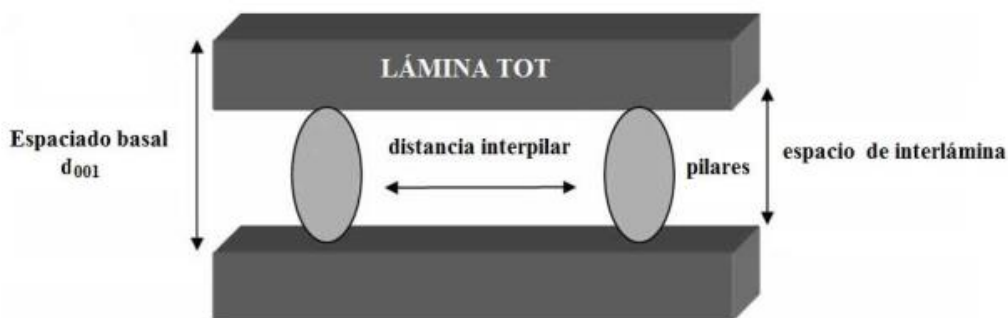 LÁMINA TOT
Espaciado basal
d001
distancia interpilar
pilares
espacio de interlámina